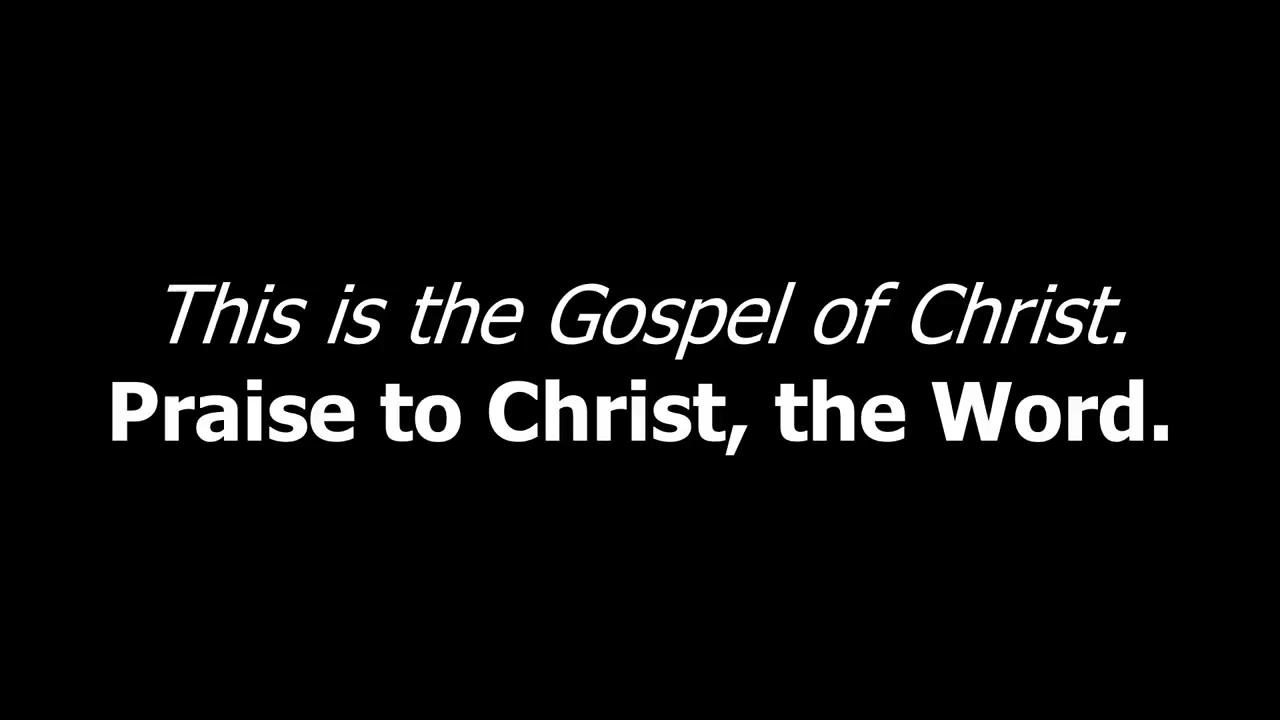 This is the Gospel of Christ.
Praise to Christ, the Word.